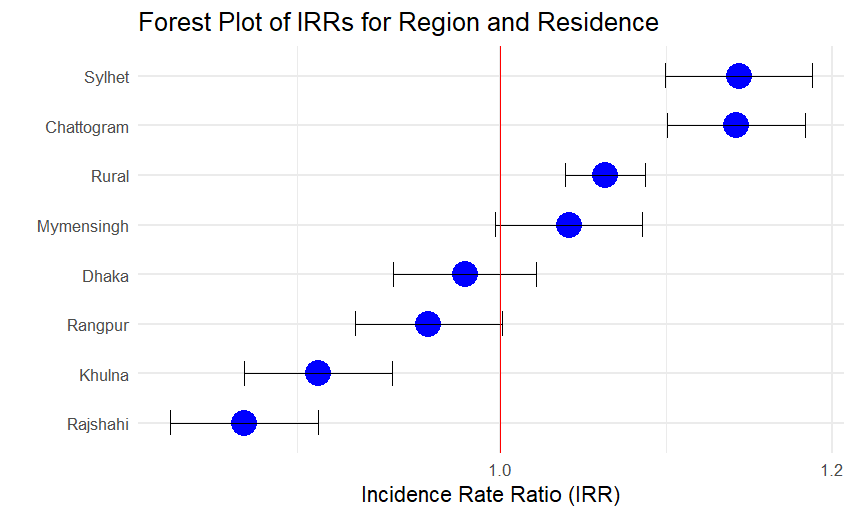 Forest Plot of IRRs for Region and Residence
Sylhet
Chattogram
Rural
Mymensingh
Dhaka
Rangpur
Khulna
Rajshahi
1.0
1.2
Incidence Rate Ratio (IRR)